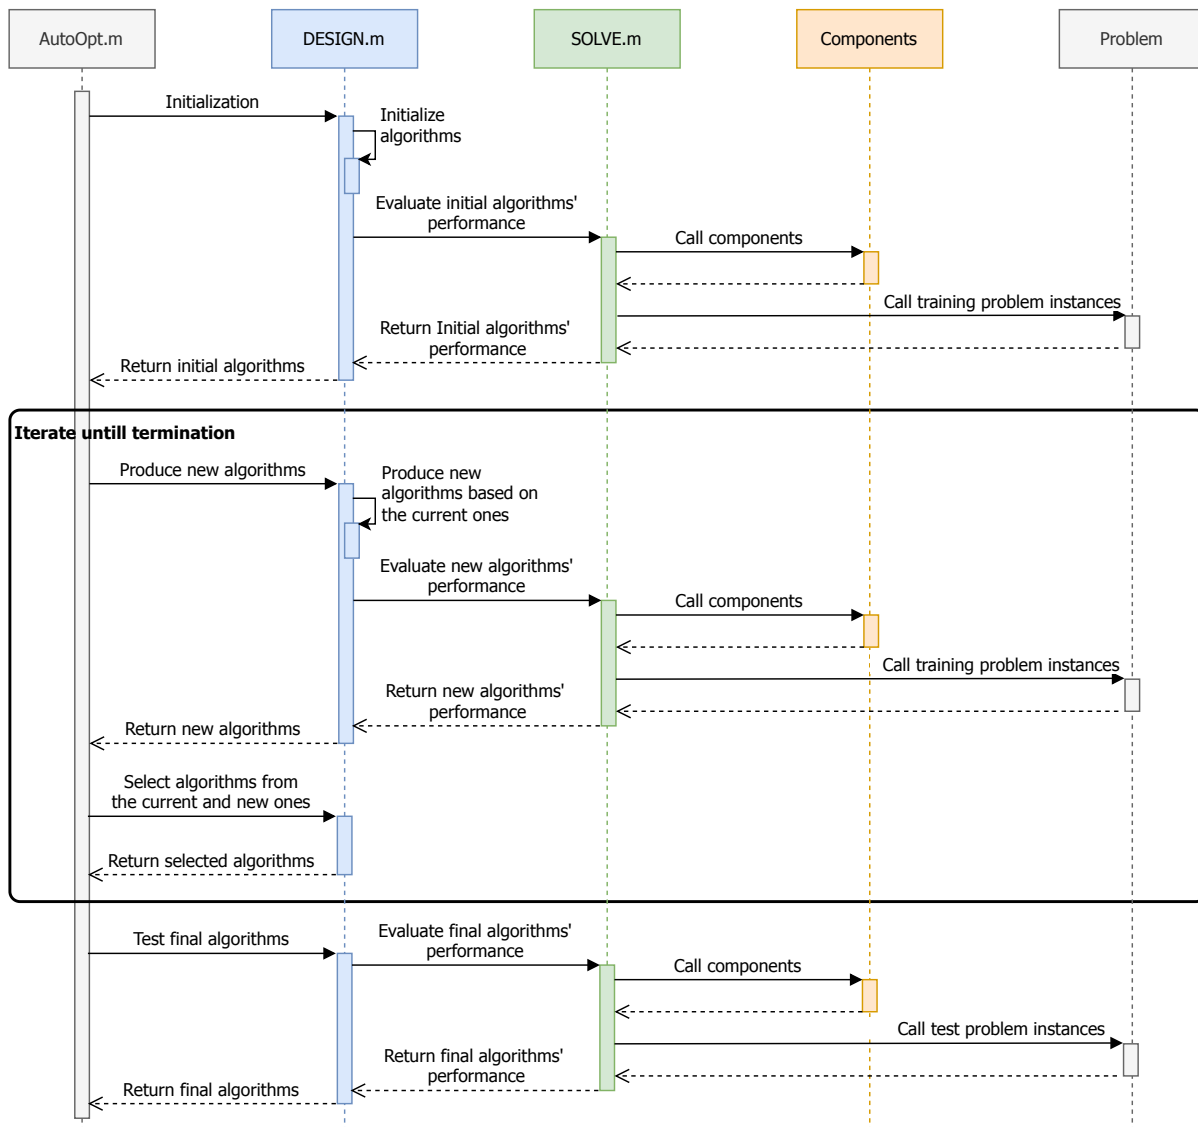 AutoOpt.m
DESIGN.m
SOLVE.m
Components
Problem
Initialization
Initialize
algorithms
Evaluate initial algorithms'
performance
Call components
Call training problem instances
Return Initial algorithms'
performance
Return initial algorithms
Iterate untill termination
Produce new algorithms
Produce new
algorithms based on
the current ones
Evaluate new algorithms'
performance
Call components
Call training problem instances
Return new algorithms'
performance
Return new algorithms
Select algorithms from
the current and new ones
Return selected algorithms
Test final algorithms
Evaluate final algorithms'
performance
Call components
Call test problem instances
Return final algorithms'
performance
Return final algorithms